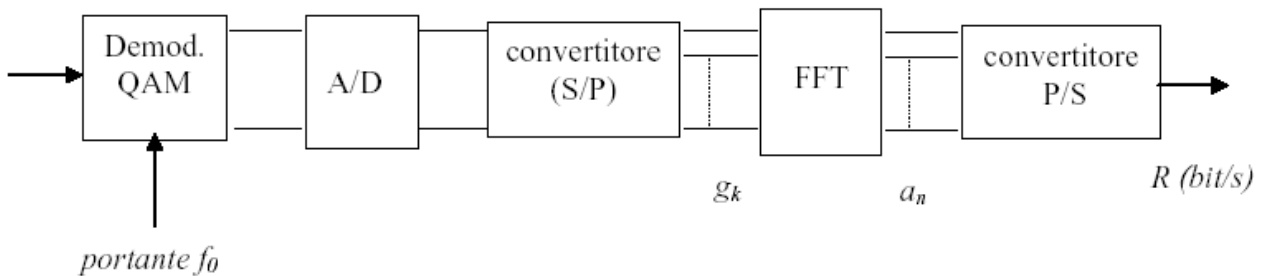 Demod.
QAM
A/D
convertitore
(S/P)
FFT
convertitore
P/S
g_k
a_n
R (bit/s)
portante f_0